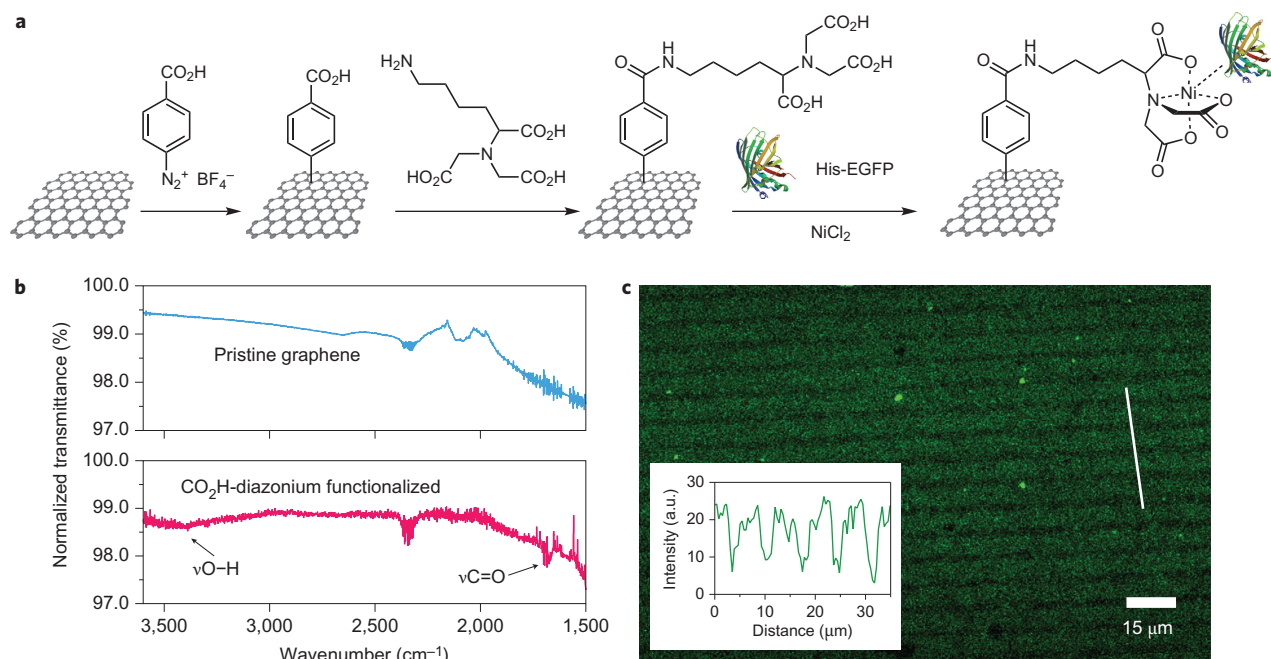 a
CO₂H
N₂⁺ BF₄⁻
CO₂H
H₂N
CO₂H
N
HO₂C
CO₂H
O
H
N
CO₂H
N
CO₂H
CO₂H
His-EGFP
NiCl₂
O
H
N
O
O
Ni
N
O
O
O
O
b
Normalized transmittance (%)
100.0
99.0
98.0
97.0
Pristine graphene
100.0
99.0
98.0
97.0
CO₂H-diazonium functionalized
νO–H
νC=O
3,500
3,000
2,500
2,000
1,500
Wavenumber (cm⁻¹)
c
Intensity (a.u.)
30
20
10
0
0
10
20
30
Distance (μm)
15 μm